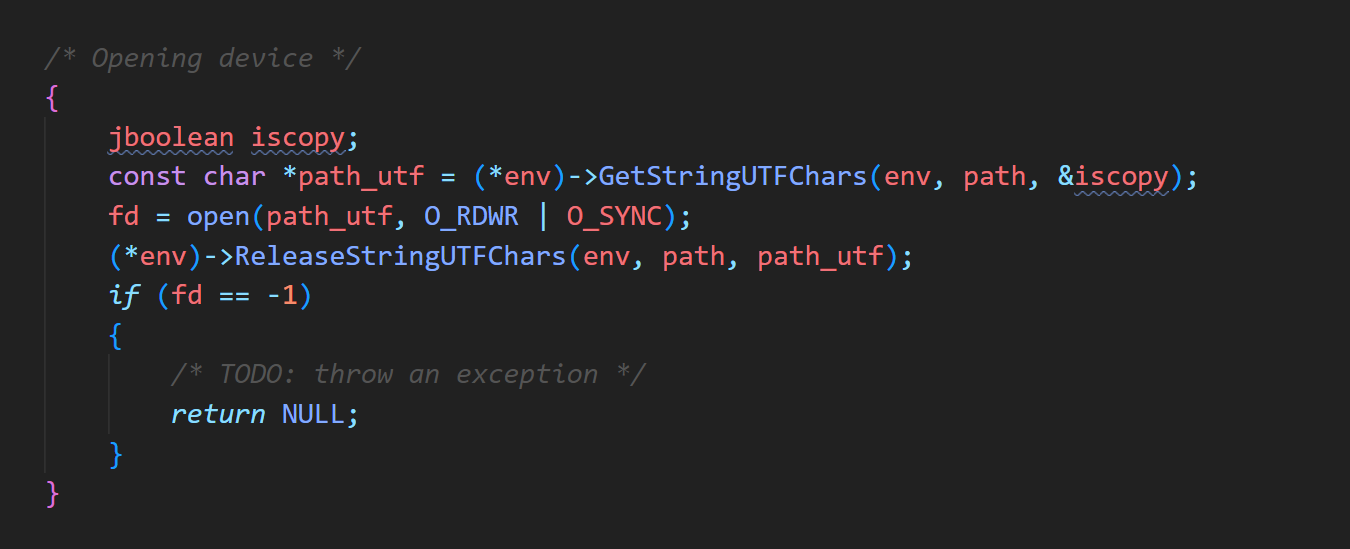 /* Opening device */
{
jboolean iscopy;
const char *path_utf = (*env)->GetStringUTFChars(env, path, &iscopy);
fd = open(path_utf, O_RDWR | O_SYNC);
(*env)->ReleaseStringUTFChars(env, path, path_utf);
if (fd == -1)
{
/* TODO: throw an exception */
return NULL;
}
}